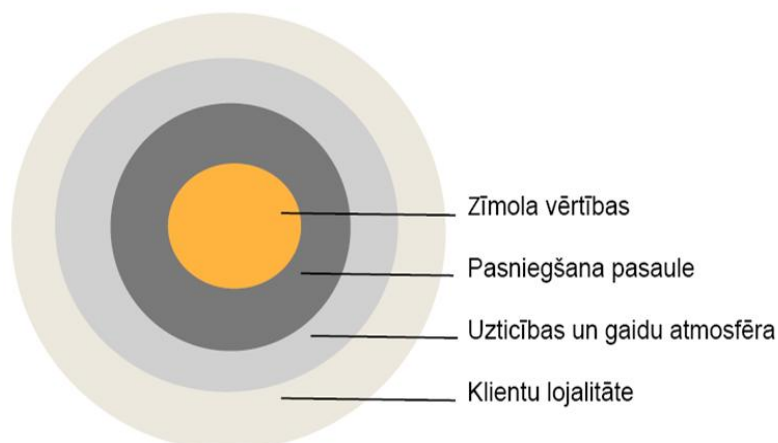 Zīmola vērtības
Pasniegšana pasaule
Uzticības un gaidu atmosfēra
Klientu lojalitāte